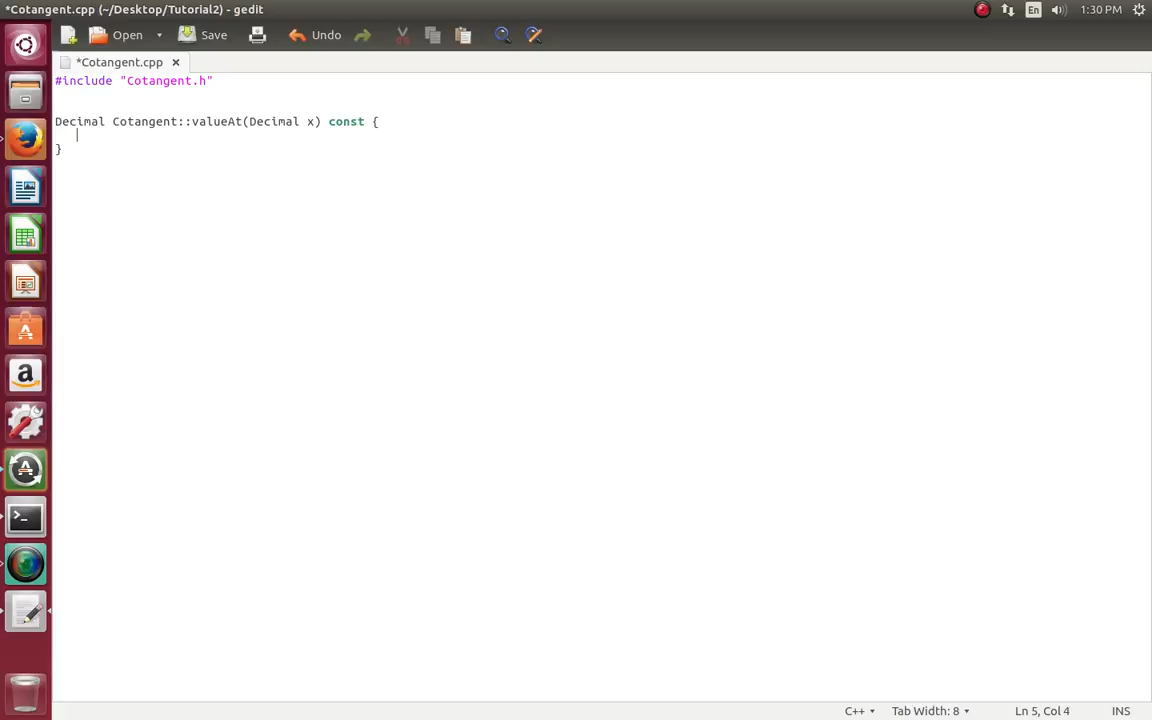 *Cotangent.cpp (~/Desktop/Tutorial2) - gedit
En
1:30 PM
Open
Save
Undo
*Cotangent.cpp
#include "Cotangent.h"
Decimal Cotangent::valueAt(Decimal x) const {
}
C++
Tab Width: 8
Ln 5, Col 4
INS